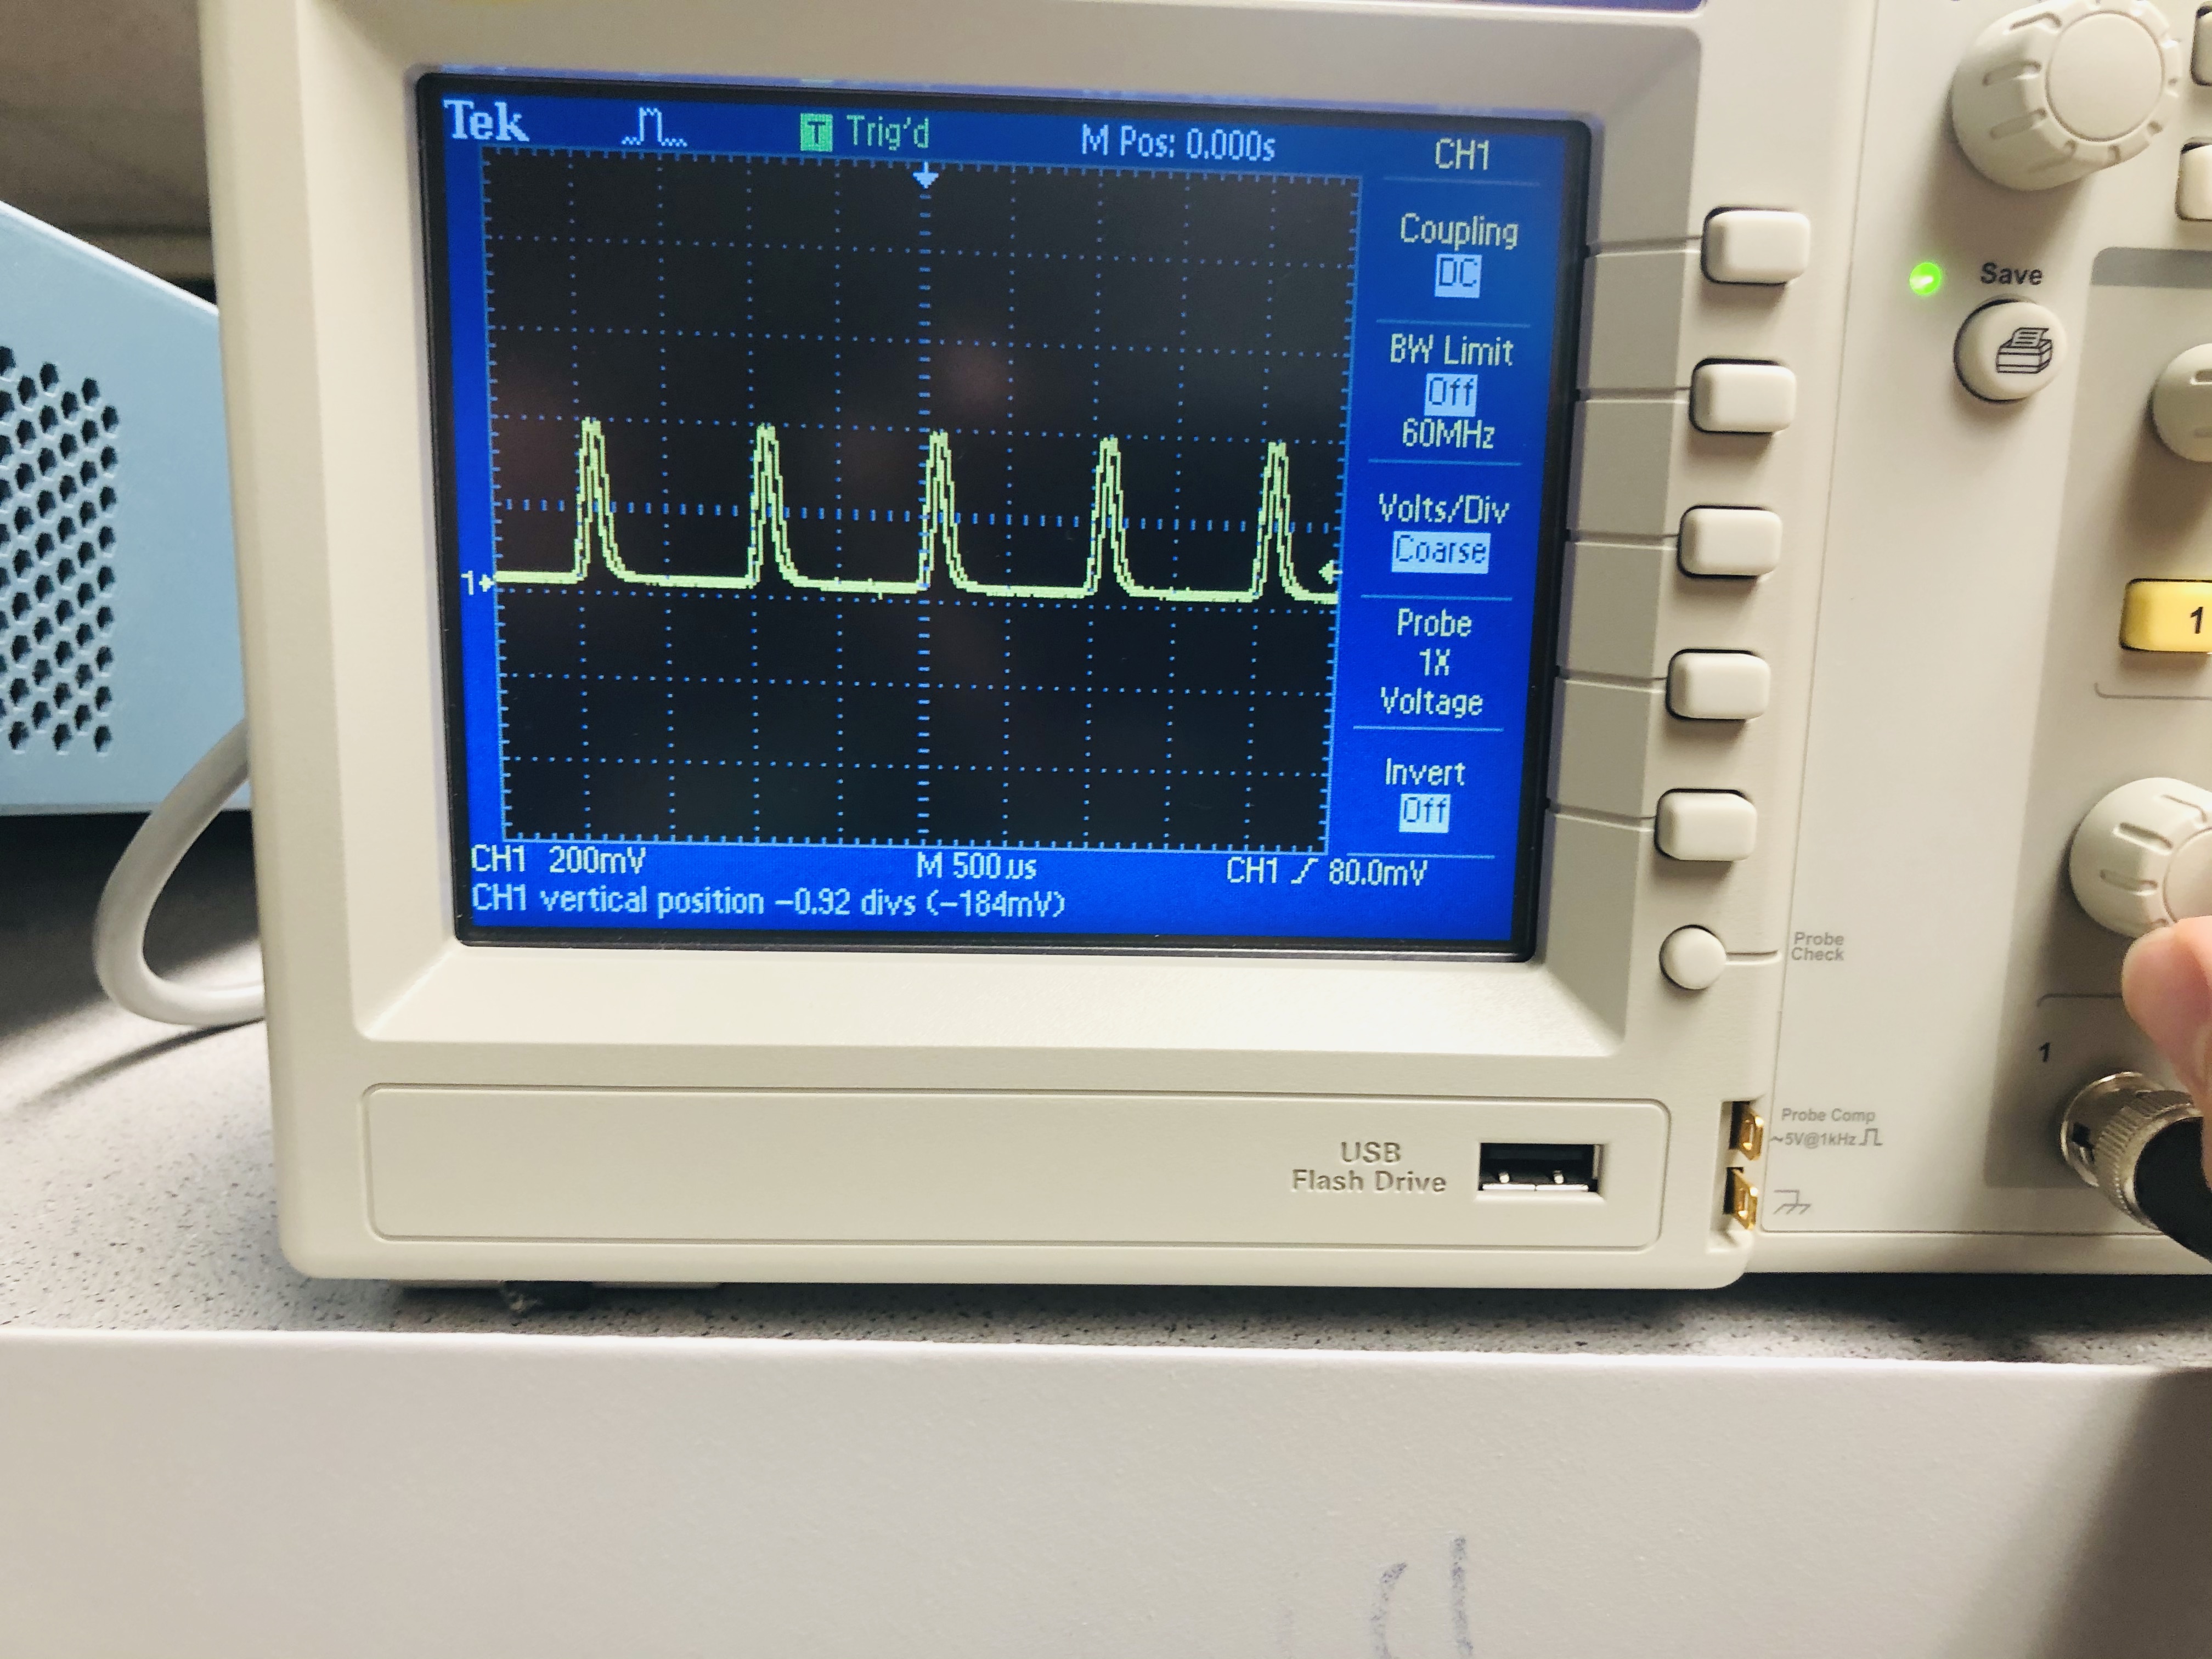 Tek T Trig'd M Pos: 0.000s CH1
Coupling
DC
BW Limit
Off
60MHz
Volts/Div
Coarse
Probe
1X
Voltage
Invert
Off
1
CH1 200mV M 500µs CH1 80.0mV
CH1 vertical position -0.92 divs (-184mV)
Save
1
Probe
Check
1
Probe Comp
~5V@1kHz
USB
Flash Drive